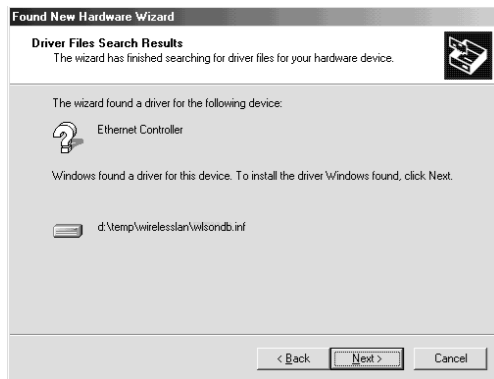 Found New Hardware Wizard
Driver Files Search Results
The wizard has finished searching for driver files for your hardware device.
The wizard found a driver for the following device:
Ethernet Controller
Windows found a driver for this device. To install the driver Windows found, click Next.
d:\temp\wirelesslan\wlsondb.inf
< Back
Next >
Cancel